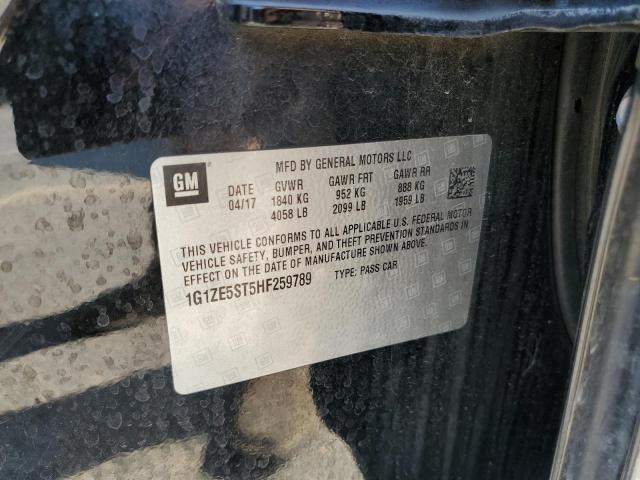 MFD BY GENERAL MOTORS LLC
GM
DATE GVWR GAWR FRT GAWR RR
04/17 1840 KG 952 KG 888 KG
4058 LB 2099 LB 1959 LB
THIS VEHICLE CONFORMS TO ALL APPLICABLE U.S. FEDERAL MOTOR
VEHICLE SAFETY, BUMPER, AND THEFT PREVENTION STANDARDS IN
EFFECT ON THE DATE OF MANUFACTURE SHOWN ABOVE.
1G1ZE5ST5HF259789 TYPE: PASS CAR